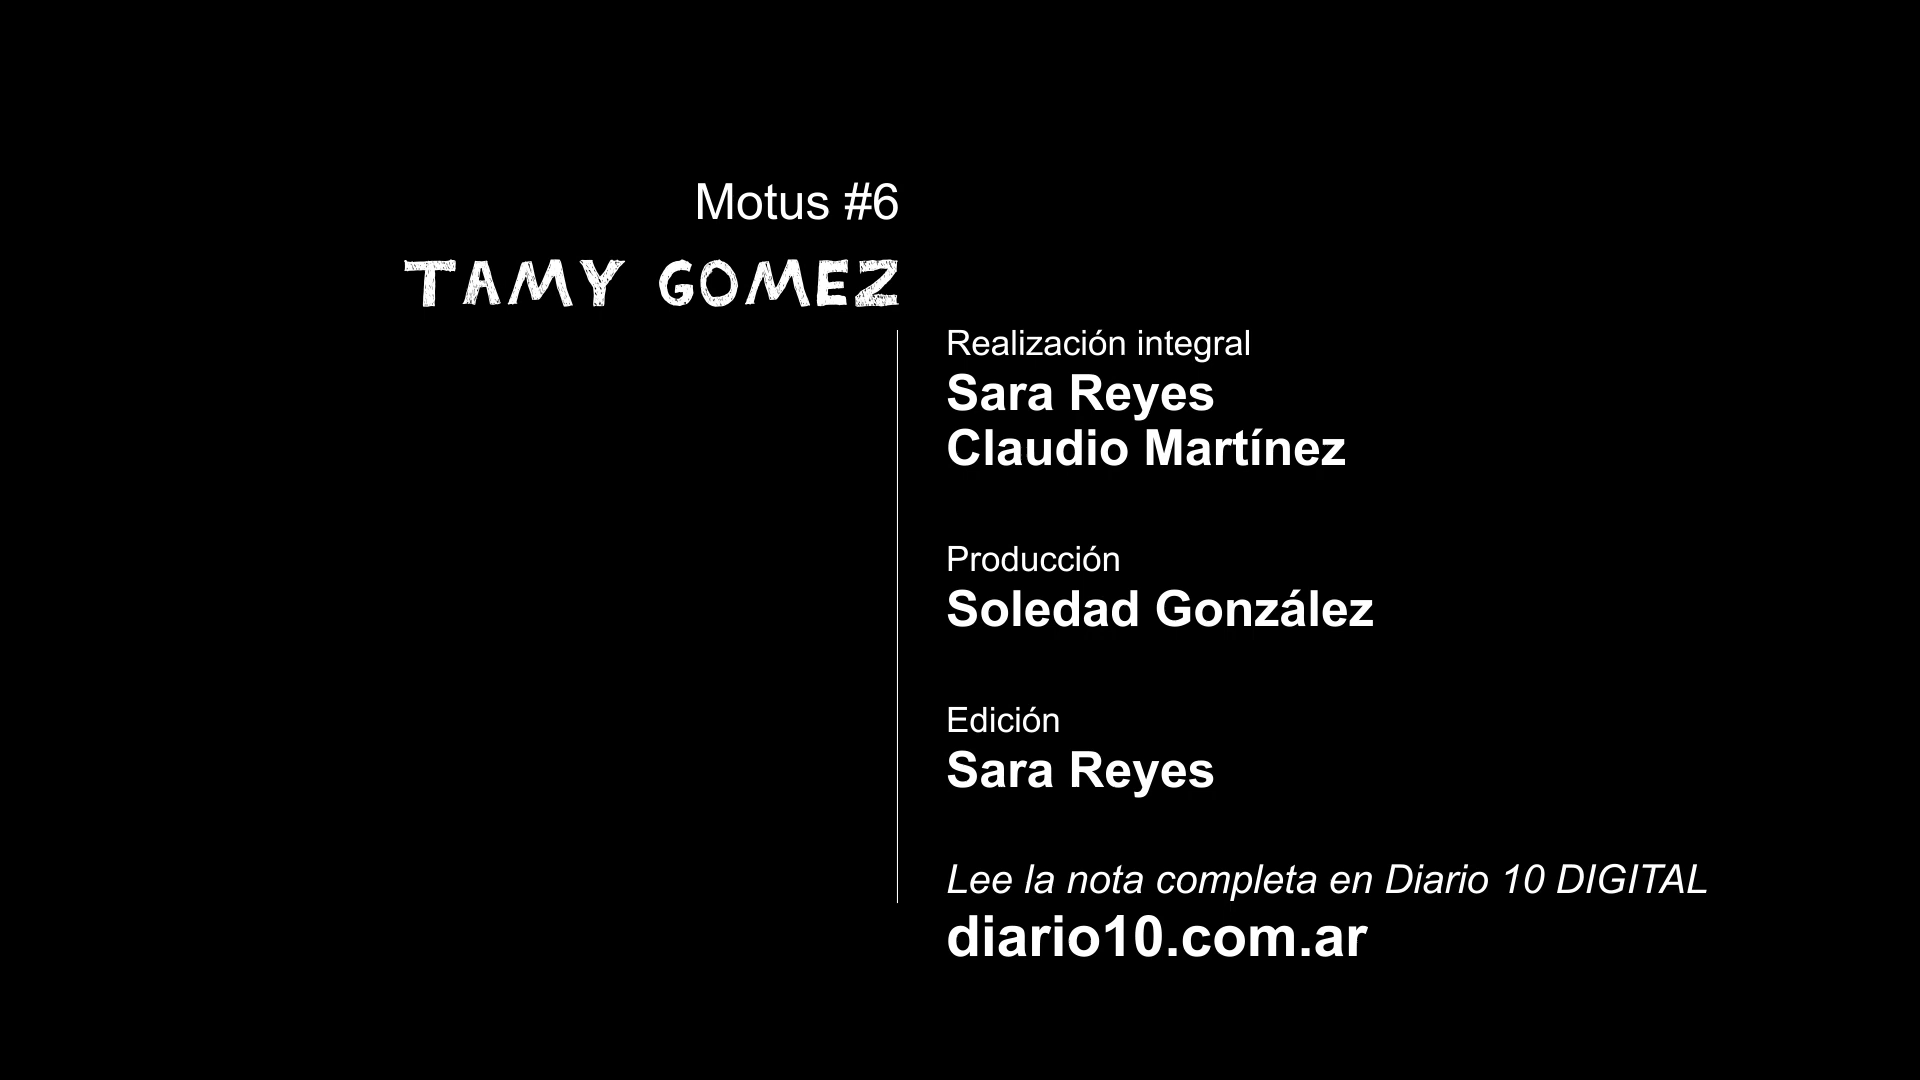 Motus #6
TAMY GOMEZ
Realización integral
Sara Reyes
Claudio Martínez
Producción
Soledad González
Edición
Sara Reyes
Lee la nota completa en Diario 10 DIGITAL
diario10.com.ar